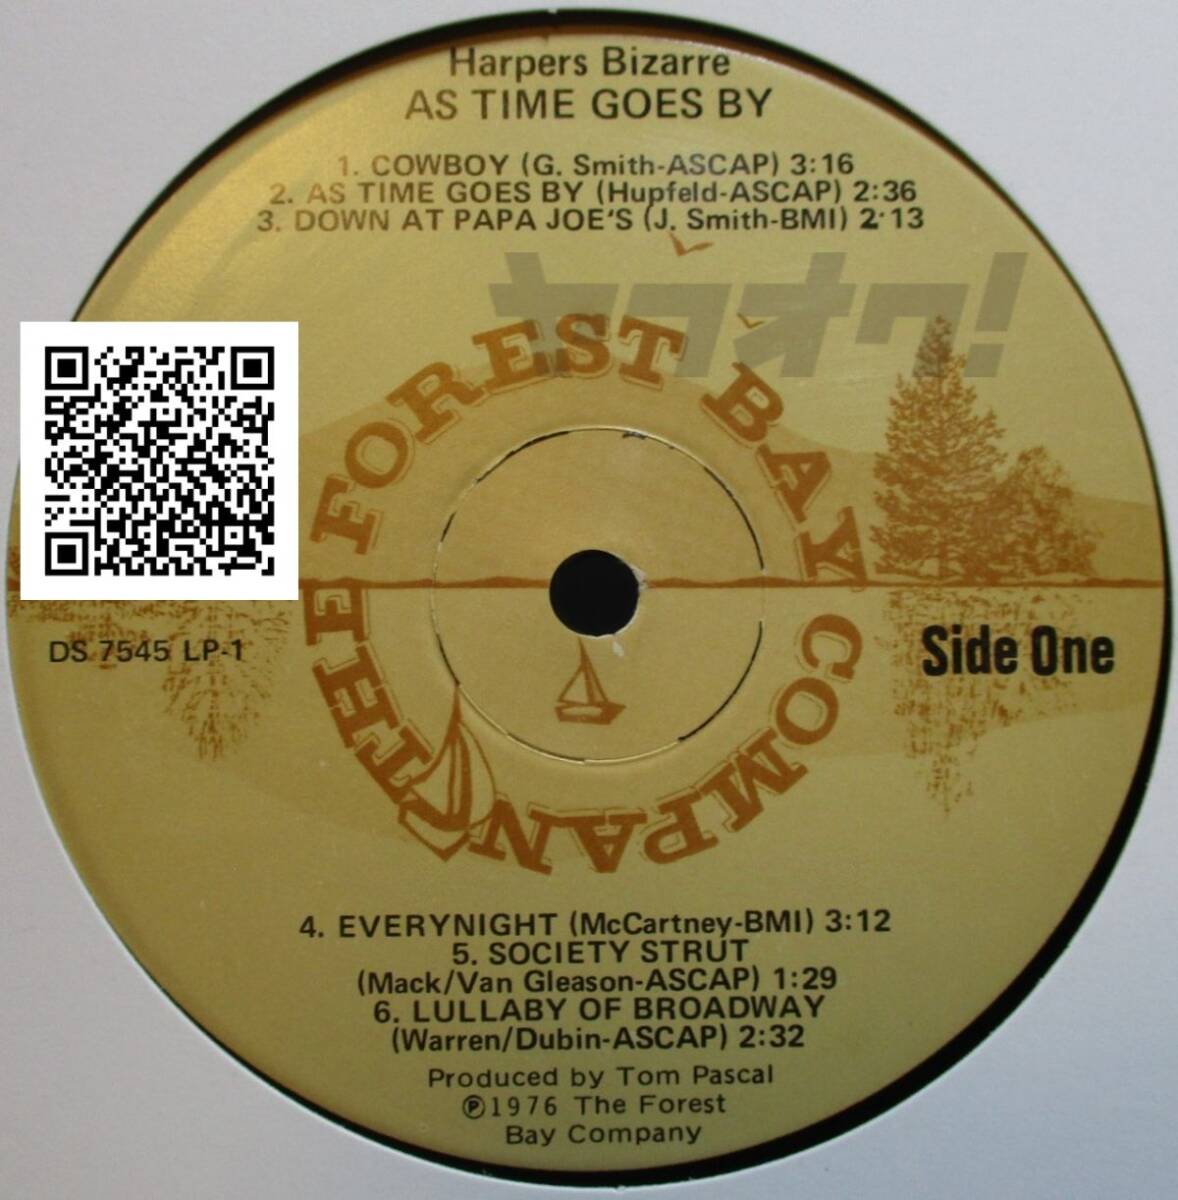 Harpers Bizarre
AS TIME GOES BY
1. COWBOY (G. Smith-ASCAP) 3:16
2. AS TIME GOES BY (Hupfeld-ASCAP) 2:36
3. DOWN AT PAPA JOE'S (J. Smith-BMI) 2:13
ヤフオク!
THE FOREST BAY COMPANY
DS 7545 LP-1
Side One
4. EVERYNIGHT (McCartney-BMI) 3:12
5. SOCIETY STRUT
(Mack/Van Gleason-ASCAP) 1:29
6. LULLABY OF BROADWAY
(Warren/Dubin-ASCAP) 2:32
Produced by Tom Pascal
℗1976 The Forest
Bay Company